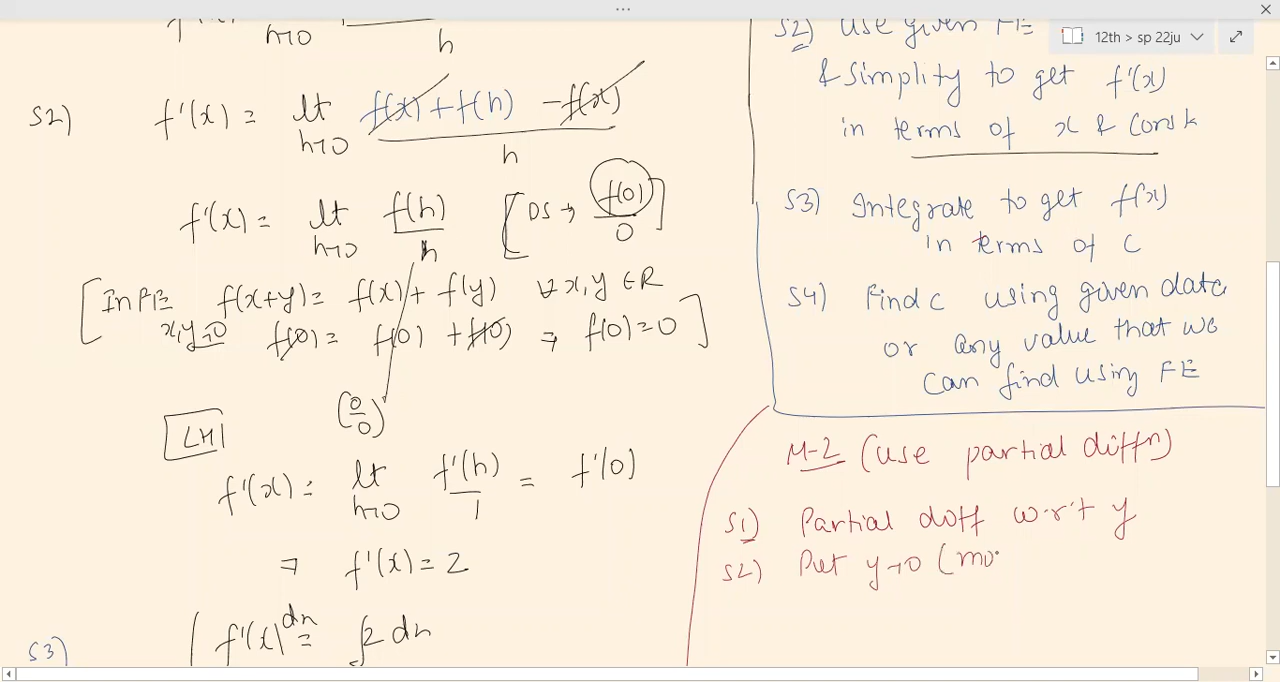 12th > sp 22ju
h→0
h
S2) f'(x) = lt f(x) + f(h) - f(x)
h→0 h
f'(x) = lt f(h) [DS → f(0)]
h→0 h 0
[In FE f(x+y) = f(x) + f(y) ∀ x,y ∈ R
x,y→0 f(0) = f(0) + f(0) ⇒ f(0) = 0]
(0/0)
LH
f'(x) = lt f'(h) = f'(0)
h→0 1
⇒ f'(x) = 2
S3) ∫ f'(x) dx = ∫ 2 dx
S2) Use given FE
& Simplify to get f'(x)
in terms of x & Const
S3) Integrate to get f(x)
in terms of C
S4) Find C using given data
or any value that we
can find using FE
M-2 (use partial diffn)
S1) Partial diff w.r.t y
S2) Put y→0 (mo